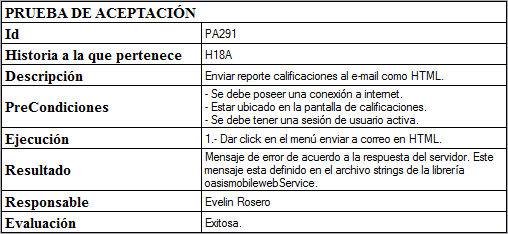 PRUEBA DE ACEPTACIÓN
Id PA291
Historia a la que pertenece H18A
Descripción Enviar reporte calificaciones al e-mail como HTML.
PreCondiciones - Se debe poseer una conexión a internet.
- Estar ubicado en la pantalla de calificaciones.
- Se debe tener una sesión de usuario activa.
Ejecución 1.- Dar click en el menú enviar a correo en HTML.
Resultado Mensaje de error de acuerdo a la respuesta del servidor. Este
mensaje esta definido en el archivo strings de la librería
oasismobilewebService.
Responsable Evelin Rosero
Evaluación Exitosa.